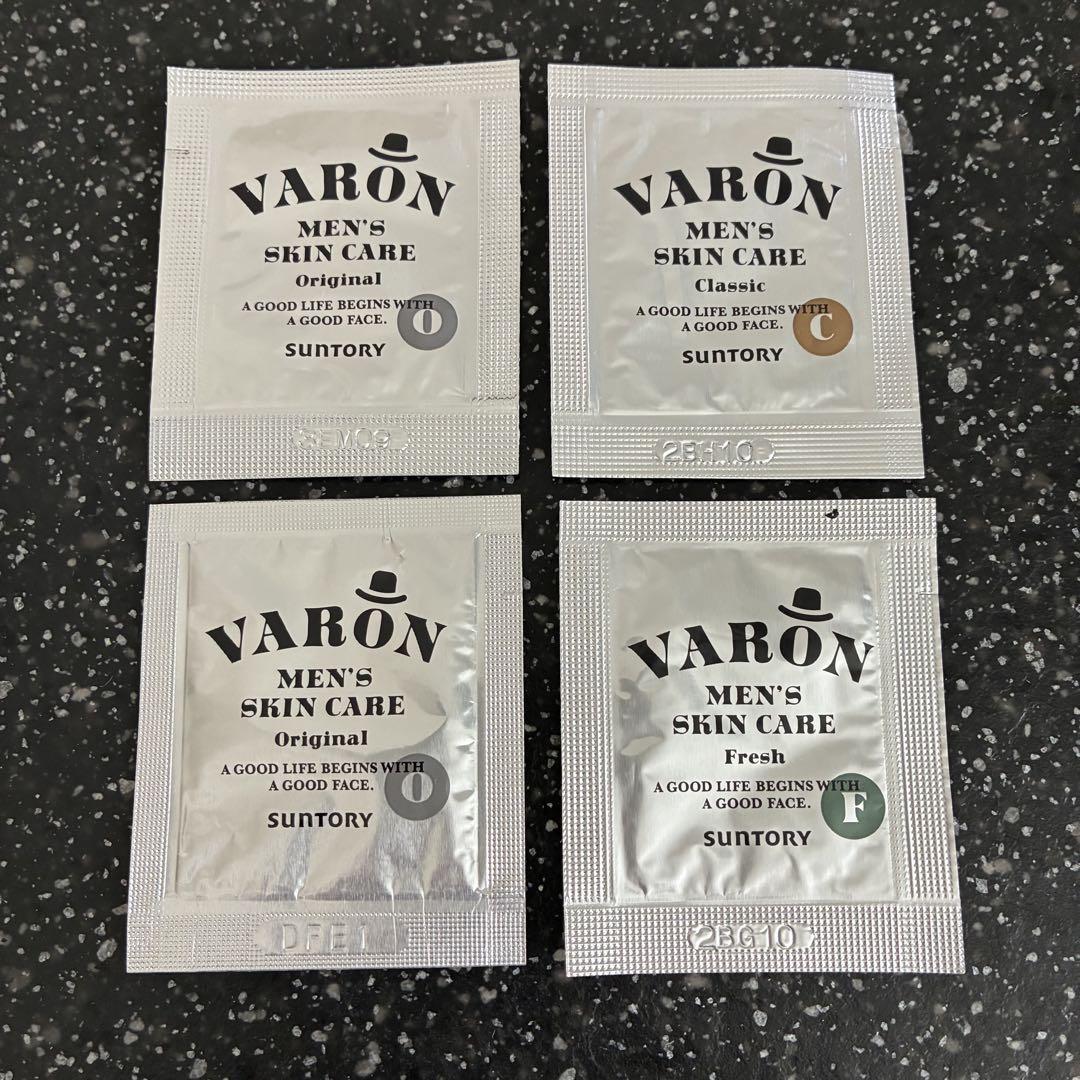 VARON
MEN'S
SKIN CARE
Original
A GOOD LIFE BEGINS WITH
A GOOD FACE.
O
SUNTORY
VARON
MEN'S
SKIN CARE
Classic
A GOOD LIFE BEGINS WITH
A GOOD FACE.
C
SUNTORY
2BH10
VARON
MEN'S
SKIN CARE
Original
A GOOD LIFE BEGINS WITH
A GOOD FACE.
O
SUNTORY
DFE1
VARON
MEN'S
SKIN CARE
Fresh
A GOOD LIFE BEGINS WITH
A GOOD FACE.
F
SUNTORY
2BG10